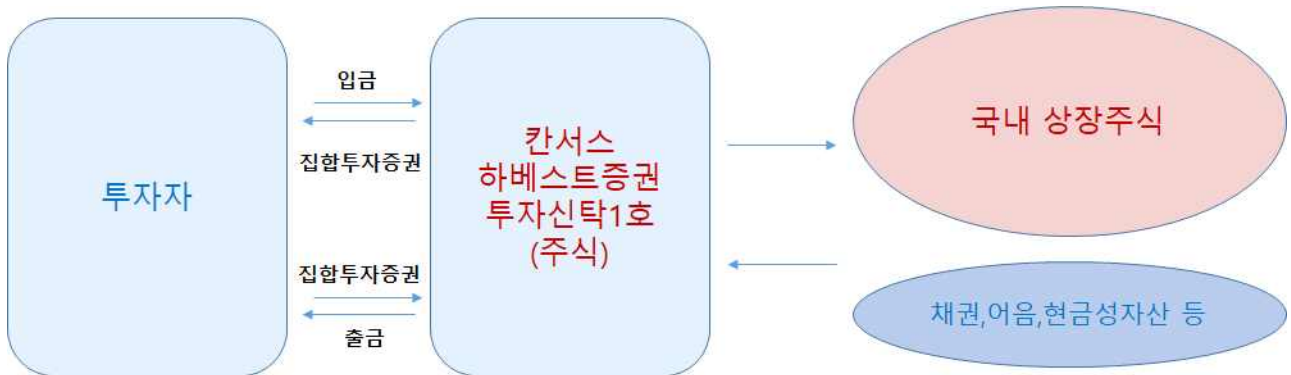 투자자
입금
집합투자증권
집합투자증권
출금
칸서스
하베스트증권
투자신탁1호
(주식)
국내 상장주식
채권,어음,현금성자산 등